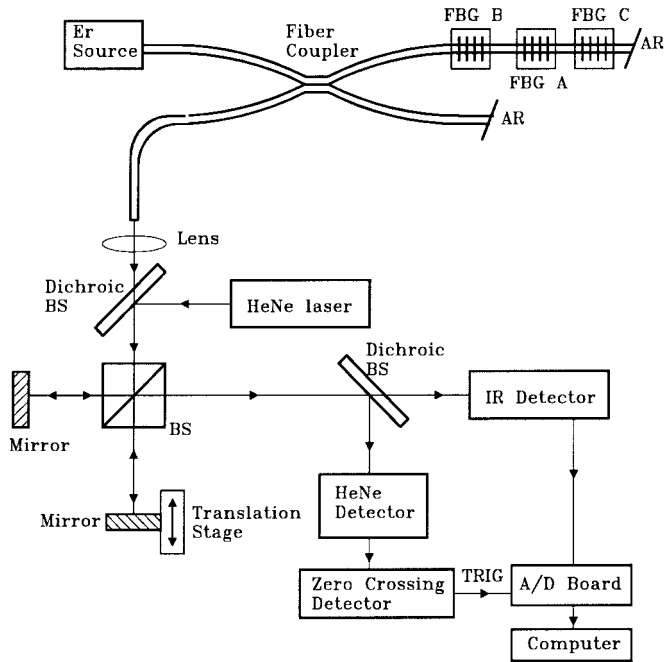 Er
Source
Fiber
Coupler
FBG B
FBG C
FBG A
AR
AR
Lens
Dichroic
BS
HeNe laser
Dichroic
BS
IR Detector
BS
Mirror
Mirror
Translation
Stage
HeNe
Detector
Zero Crossing
Detector
TRIG
A/D Board
Computer